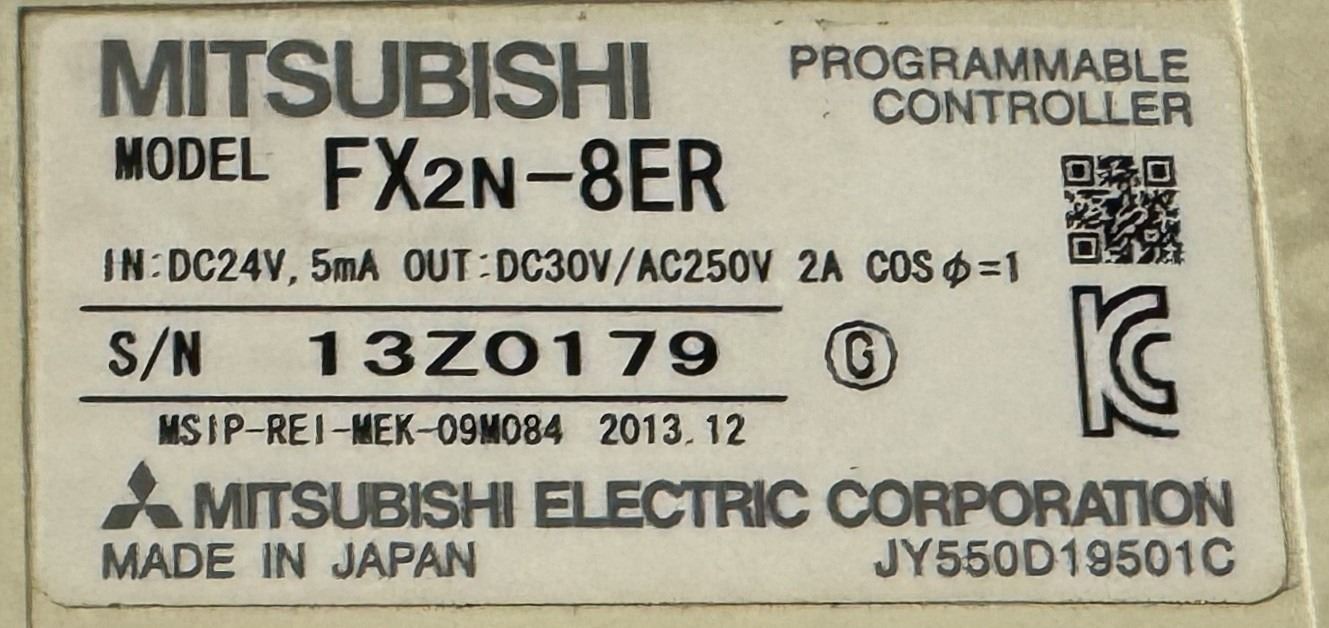 MITSUBISHI
PROGRAMMABLE
CONTROLLER
MODEL FX2N-8ER
IN:DC24V, 5mA OUT:DC30V/AC250V 2A COSφ=1
S/N 13Z0179 G
KC
MSIP-REI-MEK-09M084 2013.12
MITSUBISHI ELECTRIC CORPORATION
MADE IN JAPAN JY550D19501C